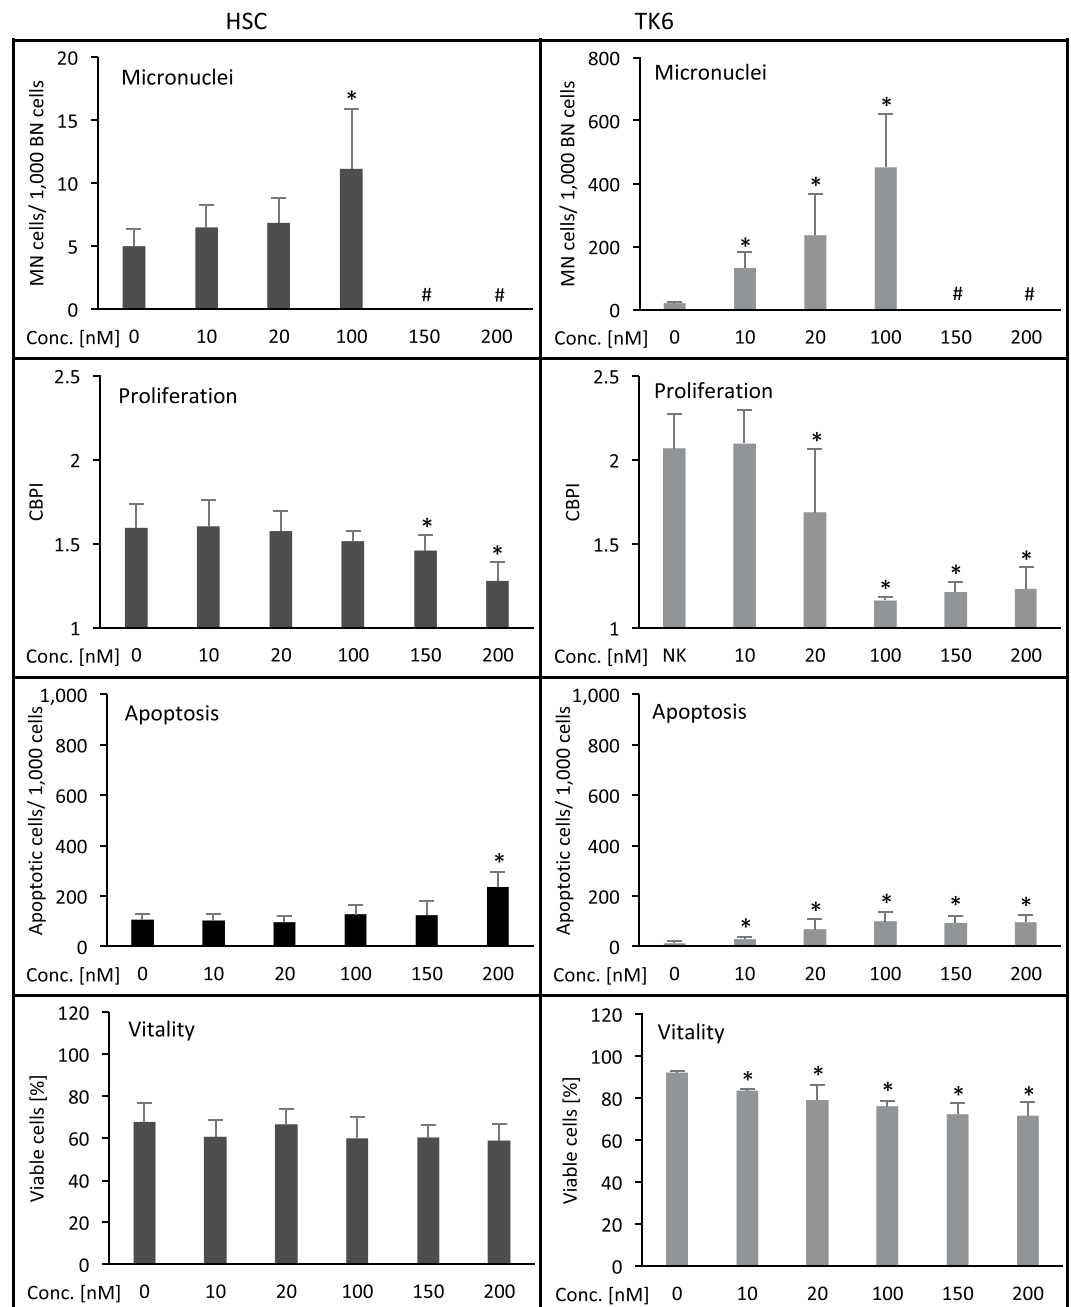 HSC
TK6
Micronuclei
MN cells/ 1,000 BN cells
20
15
10
5
0
*
# #
Conc. [nM] 0 10 20 100 150 200
Micronuclei
MN cells/ 1,000 BN cells
800
600
400
200
0
* * *
# #
Conc. [nM] 0 10 20 100 150 200
Proliferation
CBPI
2.5
2
1.5
1
* *
Conc. [nM] 0 10 20 100 150 200
Proliferation
CBPI
2.5
2
1.5
1
* * * *
Conc. [nM] NK 10 20 100 150 200
Apoptosis
Apoptotic cells/ 1,000 cells
1,000
800
600
400
200
0
*
Conc. [nM] 0 10 20 100 150 200
Apoptosis
Apoptotic cells/ 1,000 cells
1,000
800
600
400
200
0
* * * * *
Conc. [nM] 0 10 20 100 150 200
Vitality
Viable cells [%]
120
100
80
60
40
20
0
Conc. [nM] 0 10 20 100 150 200
Vitality
Viable cells [%]
120
100
80
60
40
20
0
* * * * *
Conc. [nM] 0 10 20 100 150 200